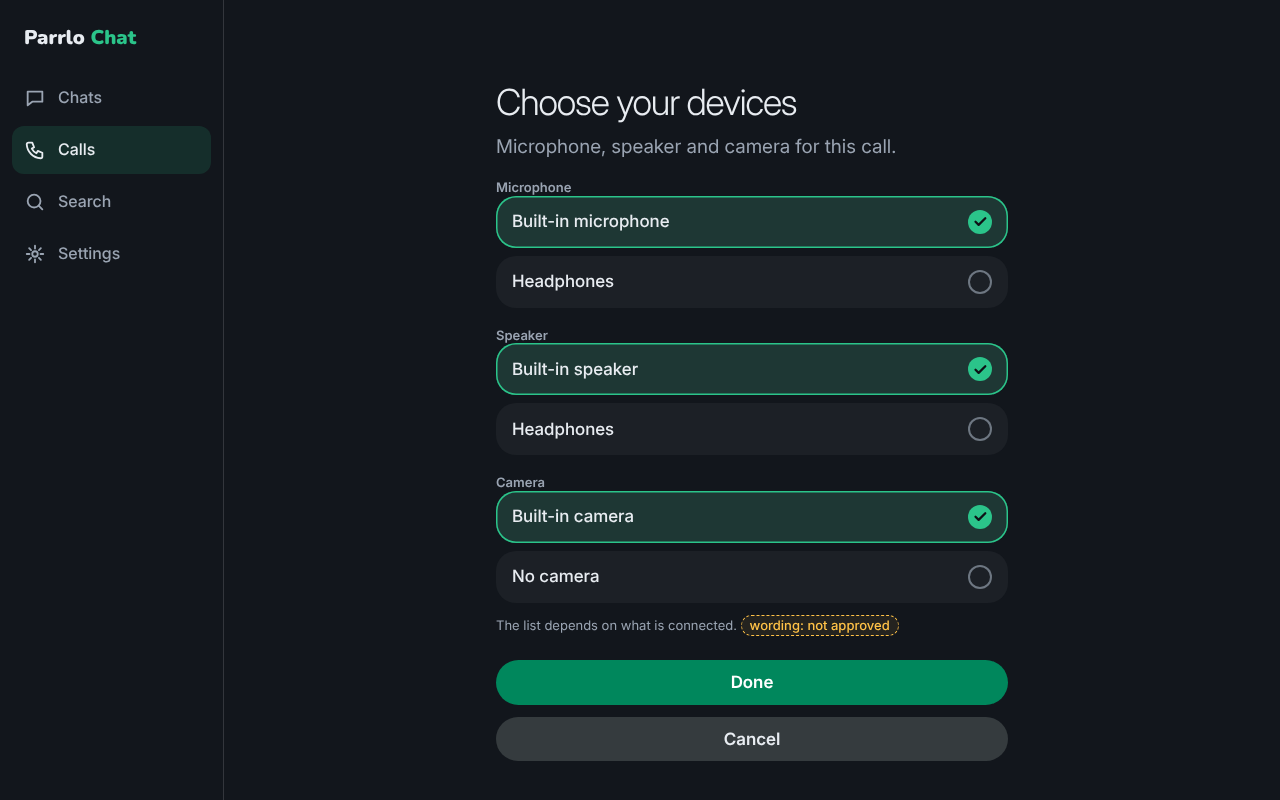 Parrlo Chat
Chats
Calls
Search
Settings
Choose your devices
Microphone, speaker and camera for this call.
Microphone
Built-in microphone
Headphones
Speaker
Built-in speaker
Headphones
Camera
Built-in camera
No camera
The list depends on what is connected. wording: not approved
Done
Cancel